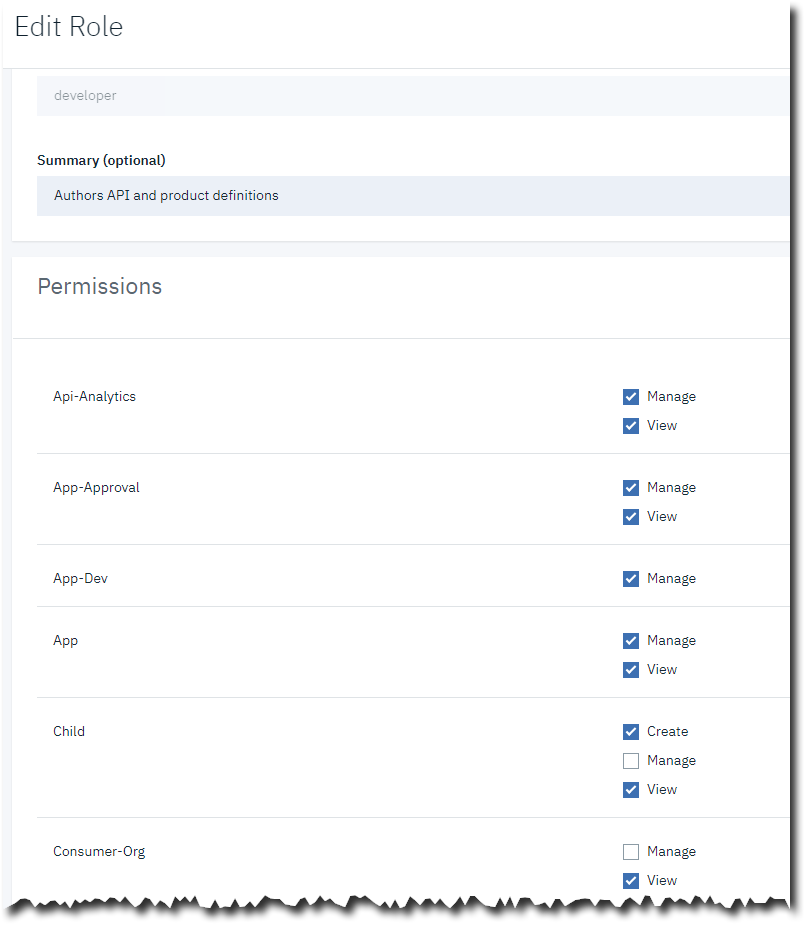 Edit Role
developer
Summary (optional)
Authors API and product definitions
Permissions
Api-Analytics
Manage
View
App-Approval
Manage
View
App-Dev
Manage
App
Manage
View
Child
Create
Manage
View
Consumer-Org
Manage
View